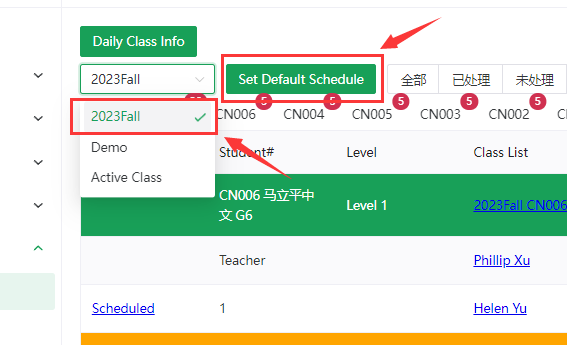 Daily Class Info
2023Fall
Set Default Schedule
全部
已处理
未处理
5
5
5
5
5
2023Fall
CN006
CN004
CN005
CN003
CN002
Demo
Student#
Level
Class List
Active Class
CN006 马立平中
文 G6
Level 1
2023Fall CN006
Teacher
Phillip Xu
Scheduled
1
Helen Yu